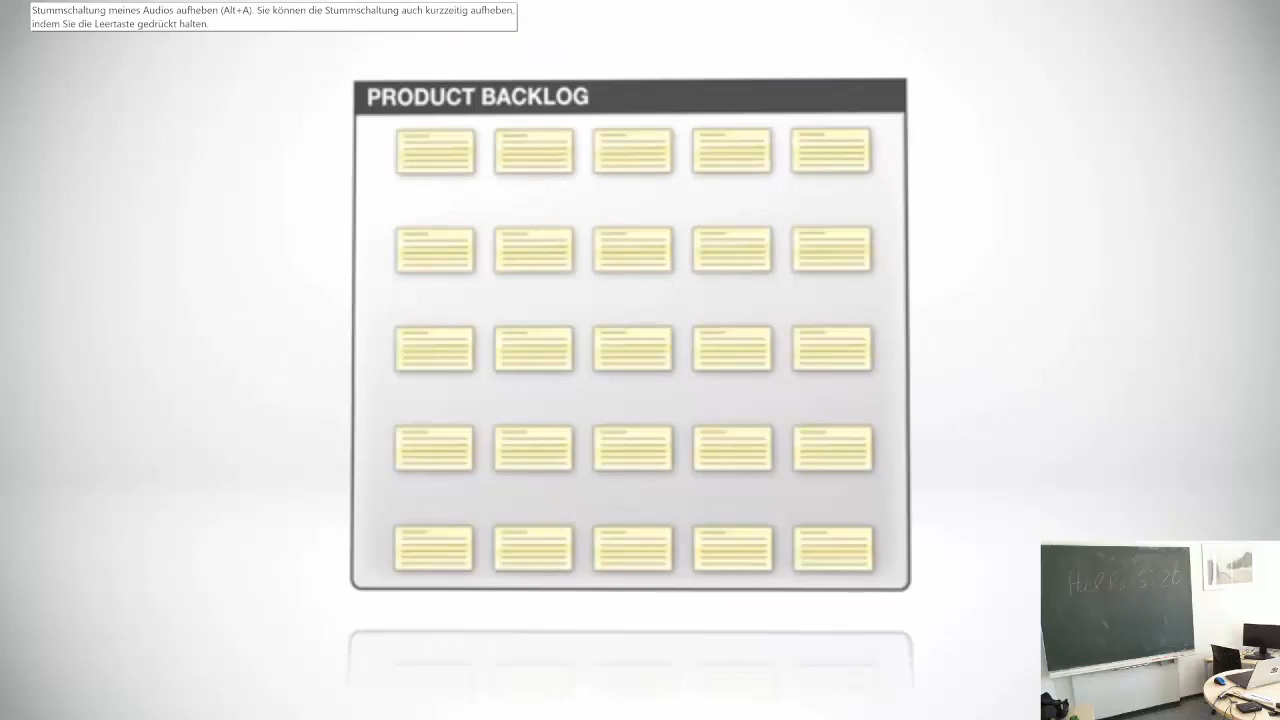 Stummschaltung meines Audios aufheben (Alt+A). Sie können die Stummschaltung auch kurzzeitig aufheben,
indem Sie die Leertaste gedrückt halten.
PRODUCT BACKLOG
Hello